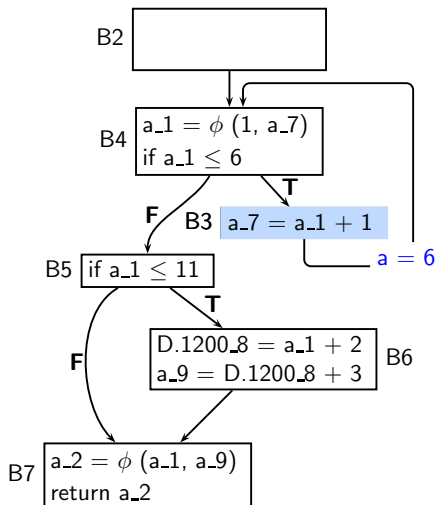 B2
B4
a_1 = ϕ (1, a_7)
if a_1 ≤ 6
F
T
B3
a_7 = a_1 + 1
a = 6
B5
if a_1 ≤ 11
F
T
D.1200_8 = a_1 + 2
a_9 = D.1200_8 + 3
B6
B7
a_2 = ϕ (a_1, a_9)
return a_2